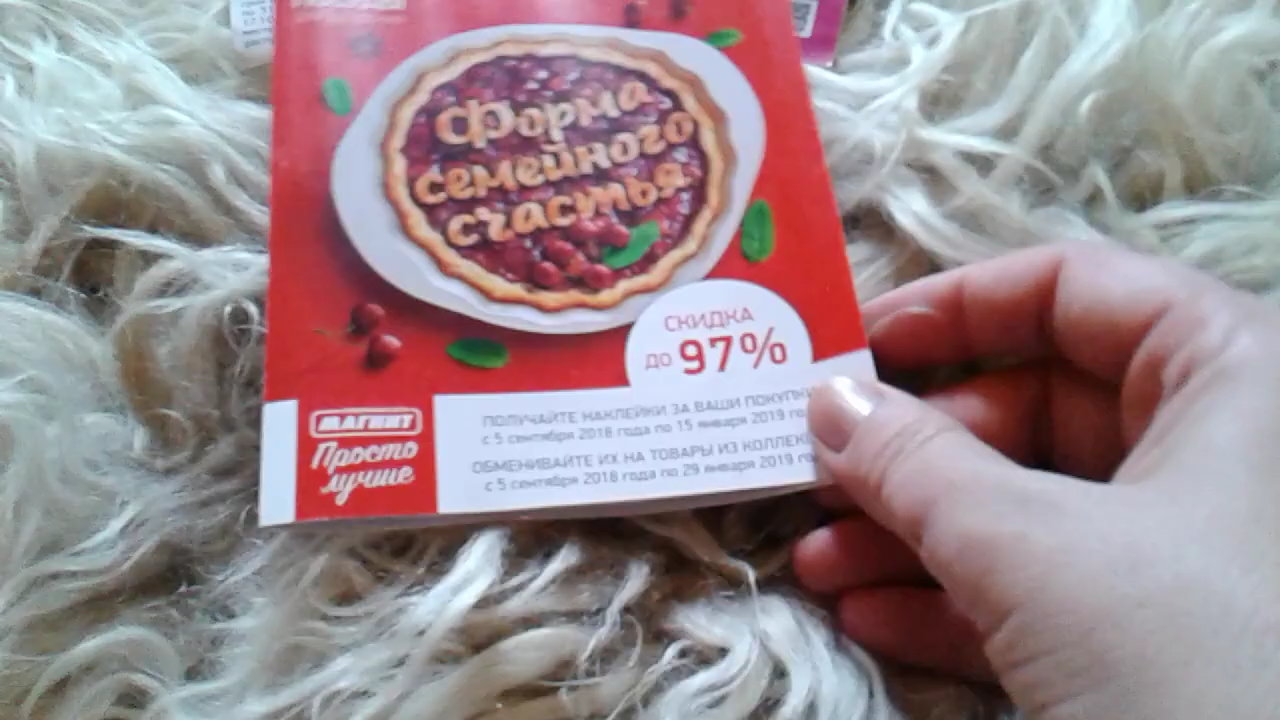 Форма
семейного
счастья
СКИДКА
ДО 97%
МАГНИТ
Просто
лучше
ПОЛУЧАЙТЕ НАКЛЕЙКИ ЗА ВАШИ ПОКУПКИ
с 5 сентября 2018 года по 15 января 2019
ОБМЕНИВАЙТЕ ИХ НА ТОВАРЫ ИЗ
с 5 сентября 2018 года по 29 января 2019